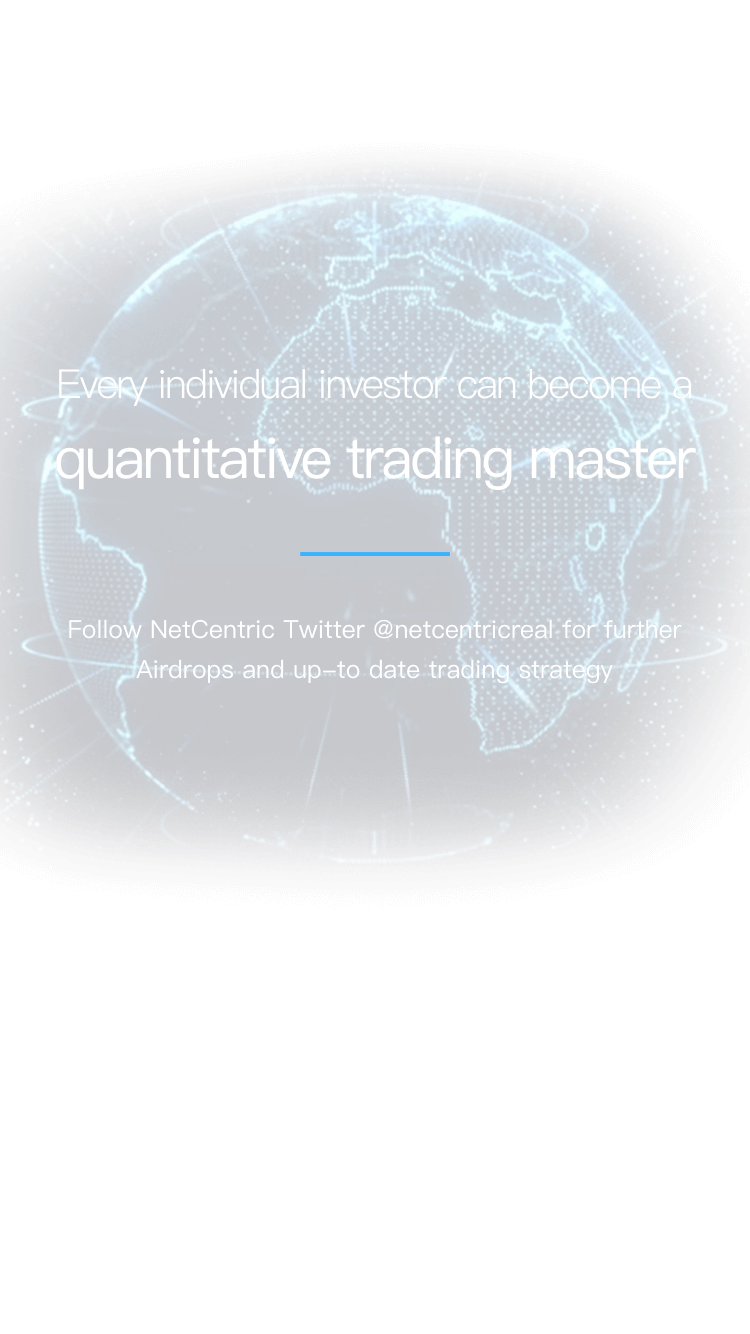 Every individual investor can become a
quantitative trading master
Follow NetCentric Twitter @netcentricreal for further
Airdrops and up-to date trading strategy